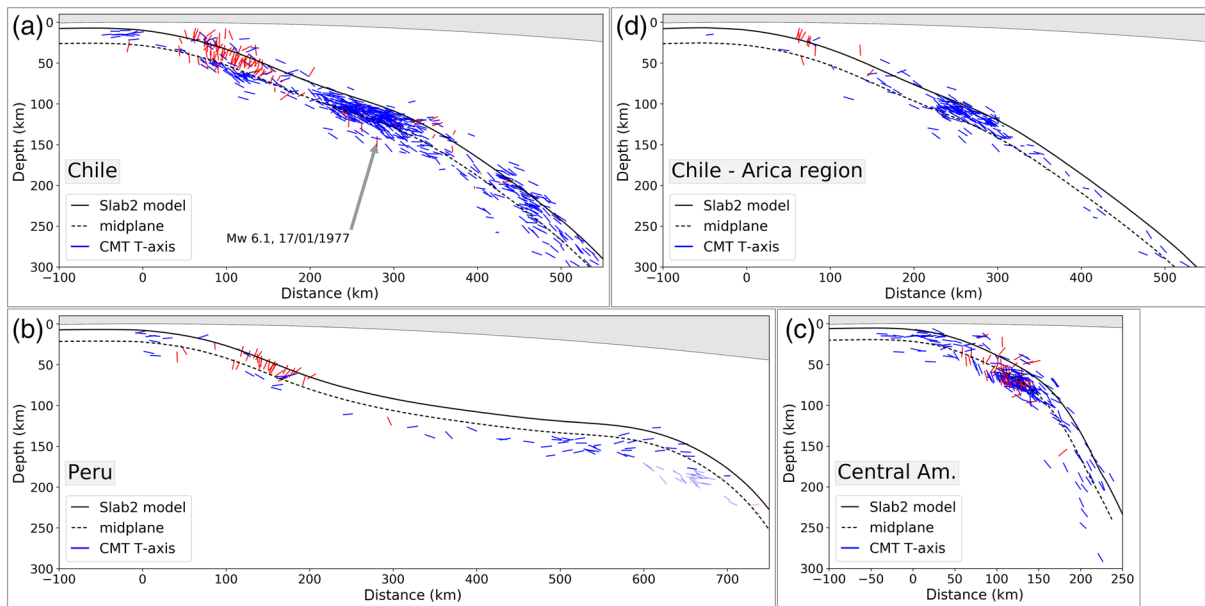 (a)
0
50
100
150
200
250
300
Depth (km)
Chile
Slab2 model
midplane
CMT T-axis
Mw 6.1, 17/01/1977
−100 0 100 200 300 400 500
Distance (km)
(d)
0
50
100
150
200
250
300
Depth (km)
Chile - Arica region
Slab2 model
midplane
CMT T-axis
−100 0 100 200 300 400 500
Distance (km)
(b)
0
50
100
150
200
250
300
Depth (km)
Peru
Slab2 model
midplane
CMT T-axis
−100 0 100 200 300 400 500 600 700
Distance (km)
(c)
0
50
100
150
200
250
300
Depth (km)
Central Am.
Slab2 model
midplane
CMT T-axis
−100 −50 0 50 100 150 200 250
Distance (km)